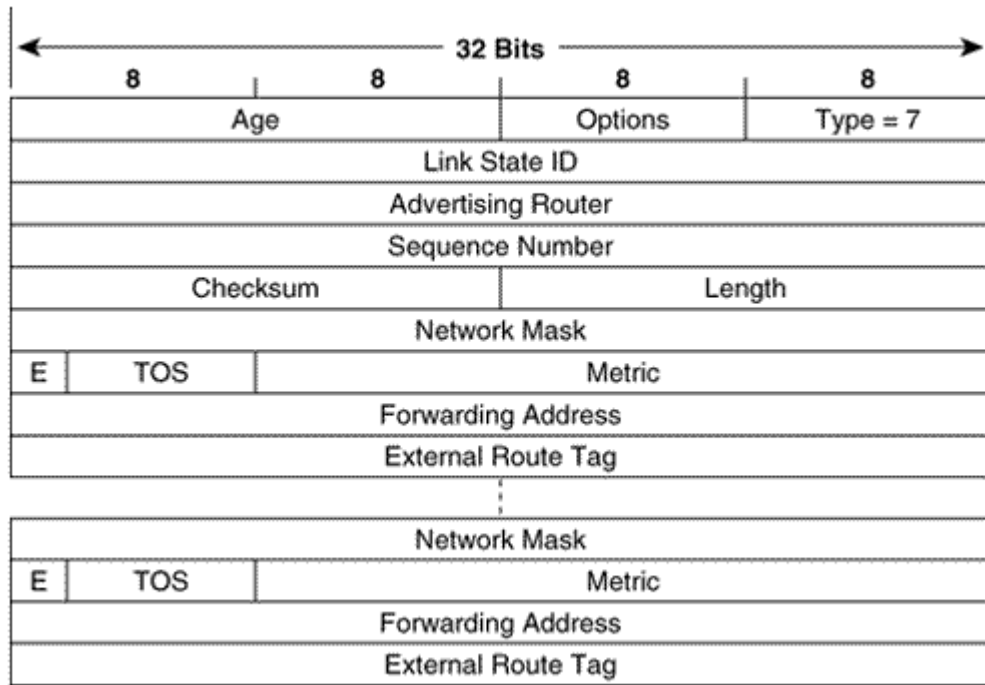 32 Bits
8 8 8 8
Age Options Type = 7
Link State ID
Advertising Router
Sequence Number
Checksum Length
Network Mask
E TOS Metric
Forwarding Address
External Route Tag
Network Mask
E TOS Metric
Forwarding Address
External Route Tag